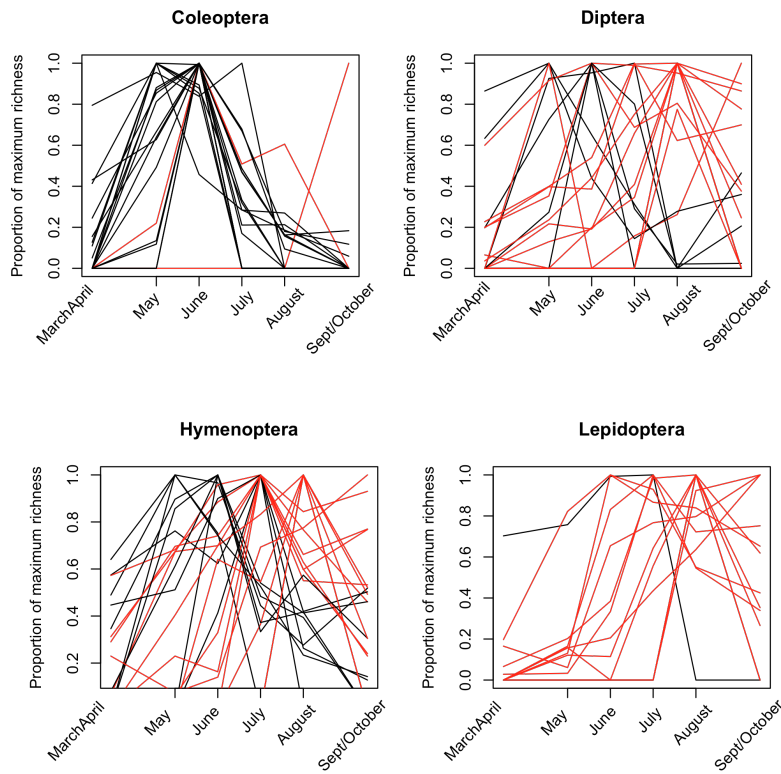 Coleoptera
Proportion of maximum richness
1.0
0.8
0.6
0.4
0.2
0.0
MarchApril
May
June
July
August
Sept/October
Diptera
Proportion of maximum richness
1.0
0.8
0.6
0.4
0.2
0.0
MarchApril
May
June
July
August
Sept/October
Hymenoptera
Proportion of maximum richness
1.0
0.8
0.6
0.4
0.2
MarchApril
May
June
July
August
Sept/October
Lepidoptera
Proportion of maximum richness
1.0
0.8
0.6
0.4
0.2
0.0
MarchApril
May
June
July
August
Sept/October